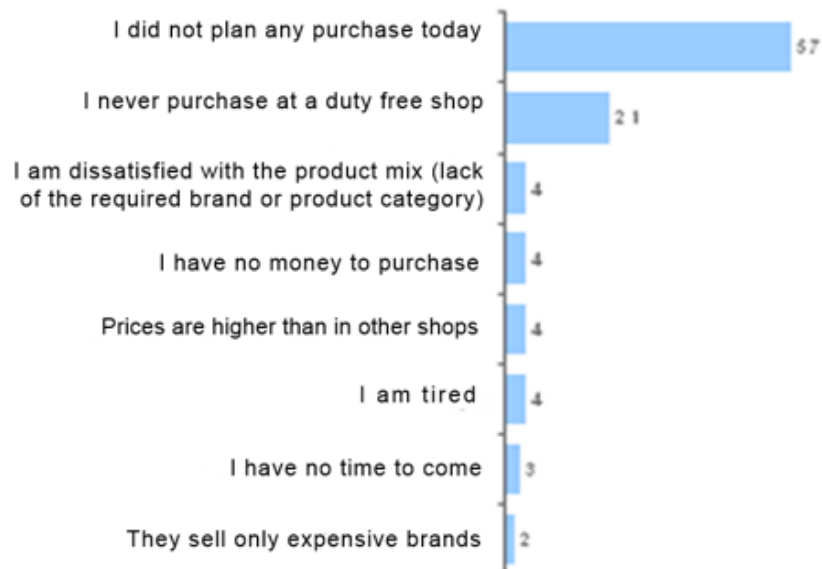 I did not plan any purchase today
57
I never purchase at a duty free shop
21
I am dissatisfied with the product mix (lack
of the required brand or product category)
4
I have no money to purchase
4
Prices are higher than in other shops
4
I am tired
4
I have no time to come
3
They sell only expensive brands
2